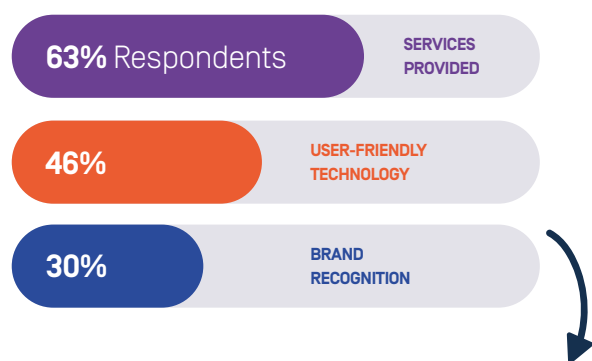 63% Respondents
SERVICES
PROVIDED
46%
USER-FRIENDLY
TECHNOLOGY
30%
BRAND
RECOGNITION